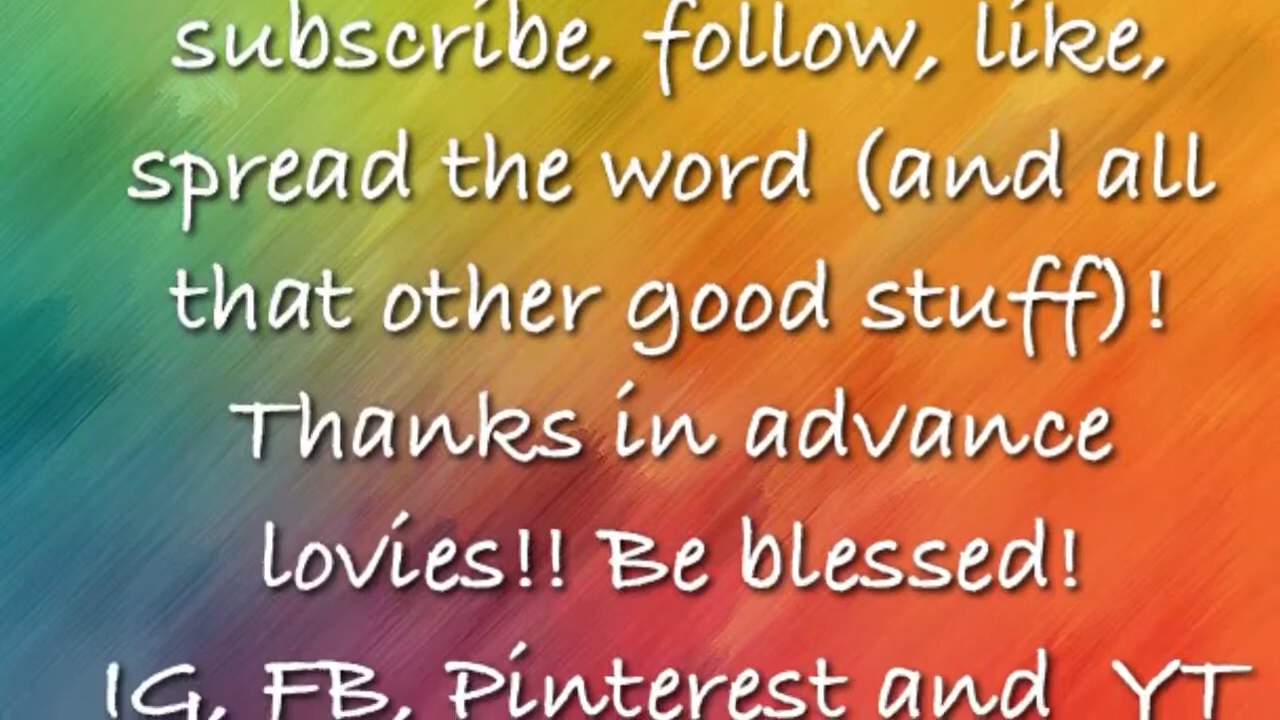 subscribe, follow, like,
spread the word (and all
that other good stuff)!
Thanks in advance
lovies!! Be blessed!
IG, FB, Pinterest and YT